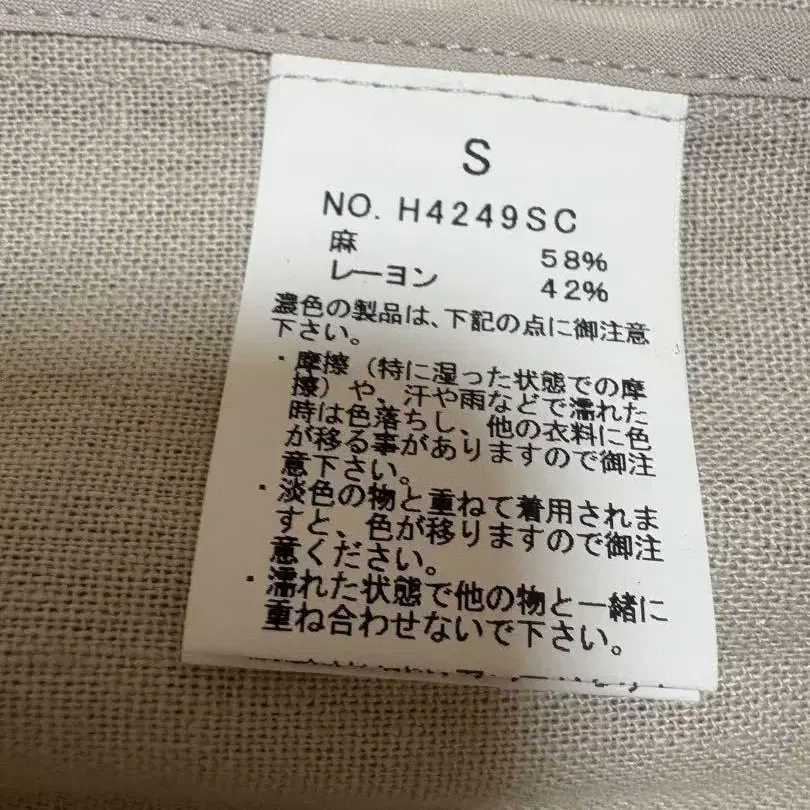 S
NO. H4249SC
麻 58%
レーヨン 42%
濃色の製品は、下記の点に御注意
下さい。
・摩擦（特に湿った状態での摩
擦）や、汗や雨などで濡れた
時は色落ちし、他の衣料に色
が移る事がありますので御注
意下さい。
・淡色の物と重ねて着用されま
すと、色が移りますので御注
意ください。
・濡れた状態で他の物と一緒に
重ね合わせないで下さい。